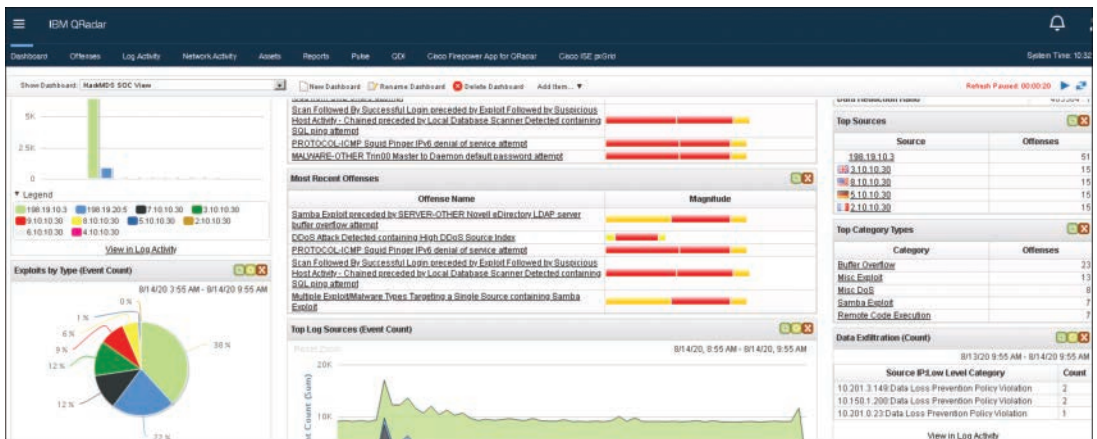 IBM QRadar
Dashboard Offenses Log Activity Network Activity Assets Reports Pulse QDI Cisco Firepower App for QRadar Cisco ISE pxGrid System Time: 10:32
Show Dashboard: HackMDS SOC View New Dashboard Rename Dashboard Delete Dashboard Add Item... Refresh Paused: 00:00:20
5K
2.5K
0
Legend
198.19.10.3 198.19.20.5 7.10.10.30 3.10.10.30
9.10.10.30 8.10.10.30 5.10.10.30 2.10.10.30
6.10.10.30 4.10.10.30
View in Log Activity
Exploits by Type (Event Count)
8/14/20 3:55 AM - 8/14/20 9:55 AM
0 %
1 %
6 %
9 %
12 %
12 %
38 %
22 %
Scan Followed By Successful Login preceded by Exploit Followed by Suspicious
Host Activity - Chained preceded by Local Database Scanner Detected containing
SQL ping attempt
PROTOCOL-ICMP Squid Pinger IPv6 denial of service attempt
MALWARE-OTHER Trin00 Master to Daemon default password attempt
Most Recent Offenses
Offense Name Magnitude
Samba Exploit preceded by SERVER-OTHER Novell eDirectory LDAP server
buffer overflow attempt
DDoS Attack Detected containing High DDoS Source Index
PROTOCOL-ICMP Squid Pinger IPv6 denial of service attempt
Scan Followed By Successful Login preceded by Exploit Followed by Suspicious
Host Activity - Chained preceded by Local Database Scanner Detected containing
SQL ping attempt
Multiple Exploit/Malware Types Targeting a Single Source containing Samba
Exploit
Top Log Sources (Event Count)
Reset Zoom 8/14/20, 8:55 AM - 8/14/20, 9:55 AM
20K
10K
Count (Sum)
Data Reduction Ratio
Top Sources
Source Offenses
198.19.10.3 51
3.10.10.30 15
8.10.10.30 15
5.10.10.30 15
2.10.10.30 15
Top Category Types
Category Offenses
Buffer Overflow 23
Misc Exploit 13
Misc DoS 8
Samba Exploit 7
Remote Code Execution 7
Data Exfiltration (Count)
8/13/20 9:55 AM - 8/14/20 9:55 AM
Source IP:Low Level Category Count
10.201.3.149:Data Loss Prevention Policy Violation 2
10.150.1.200:Data Loss Prevention Policy Violation 2
10.201.0.23:Data Loss Prevention Policy Violation 1
View in Log Activity